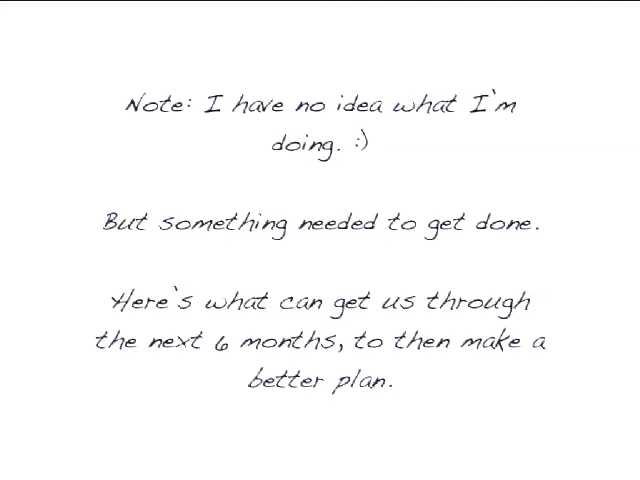 Note: I have no idea what I'm
doing. :)
But something needed to get done.
Here's what can get us through
the next 6 months, to then make a
better plan.